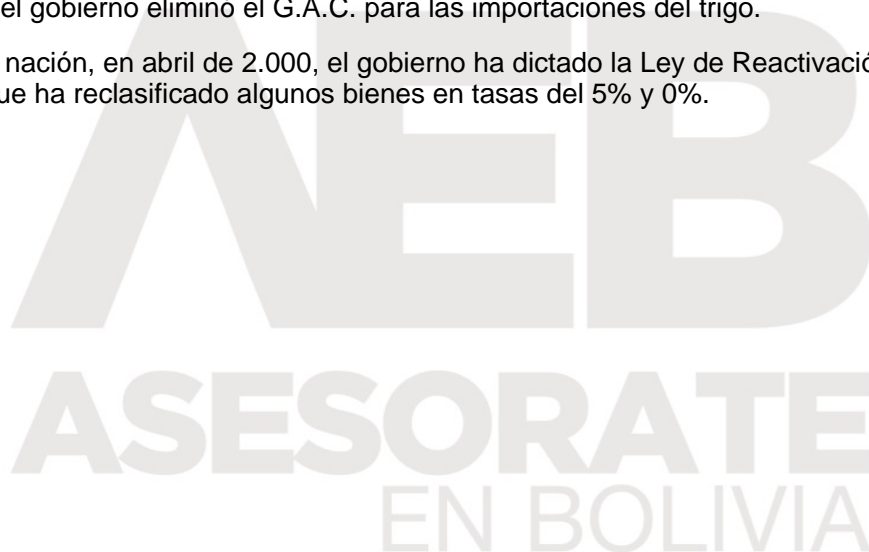 el gobierno eliminó el G.A.C. para las importaciones del trigo.
nación, en abril de 2.000, el gobierno ha dictado la Ley de Reactivació
ue ha reclasificado algunos bienes en tasas del 5% y 0%.
AEB
ASESORATE
EN BOLIVIA